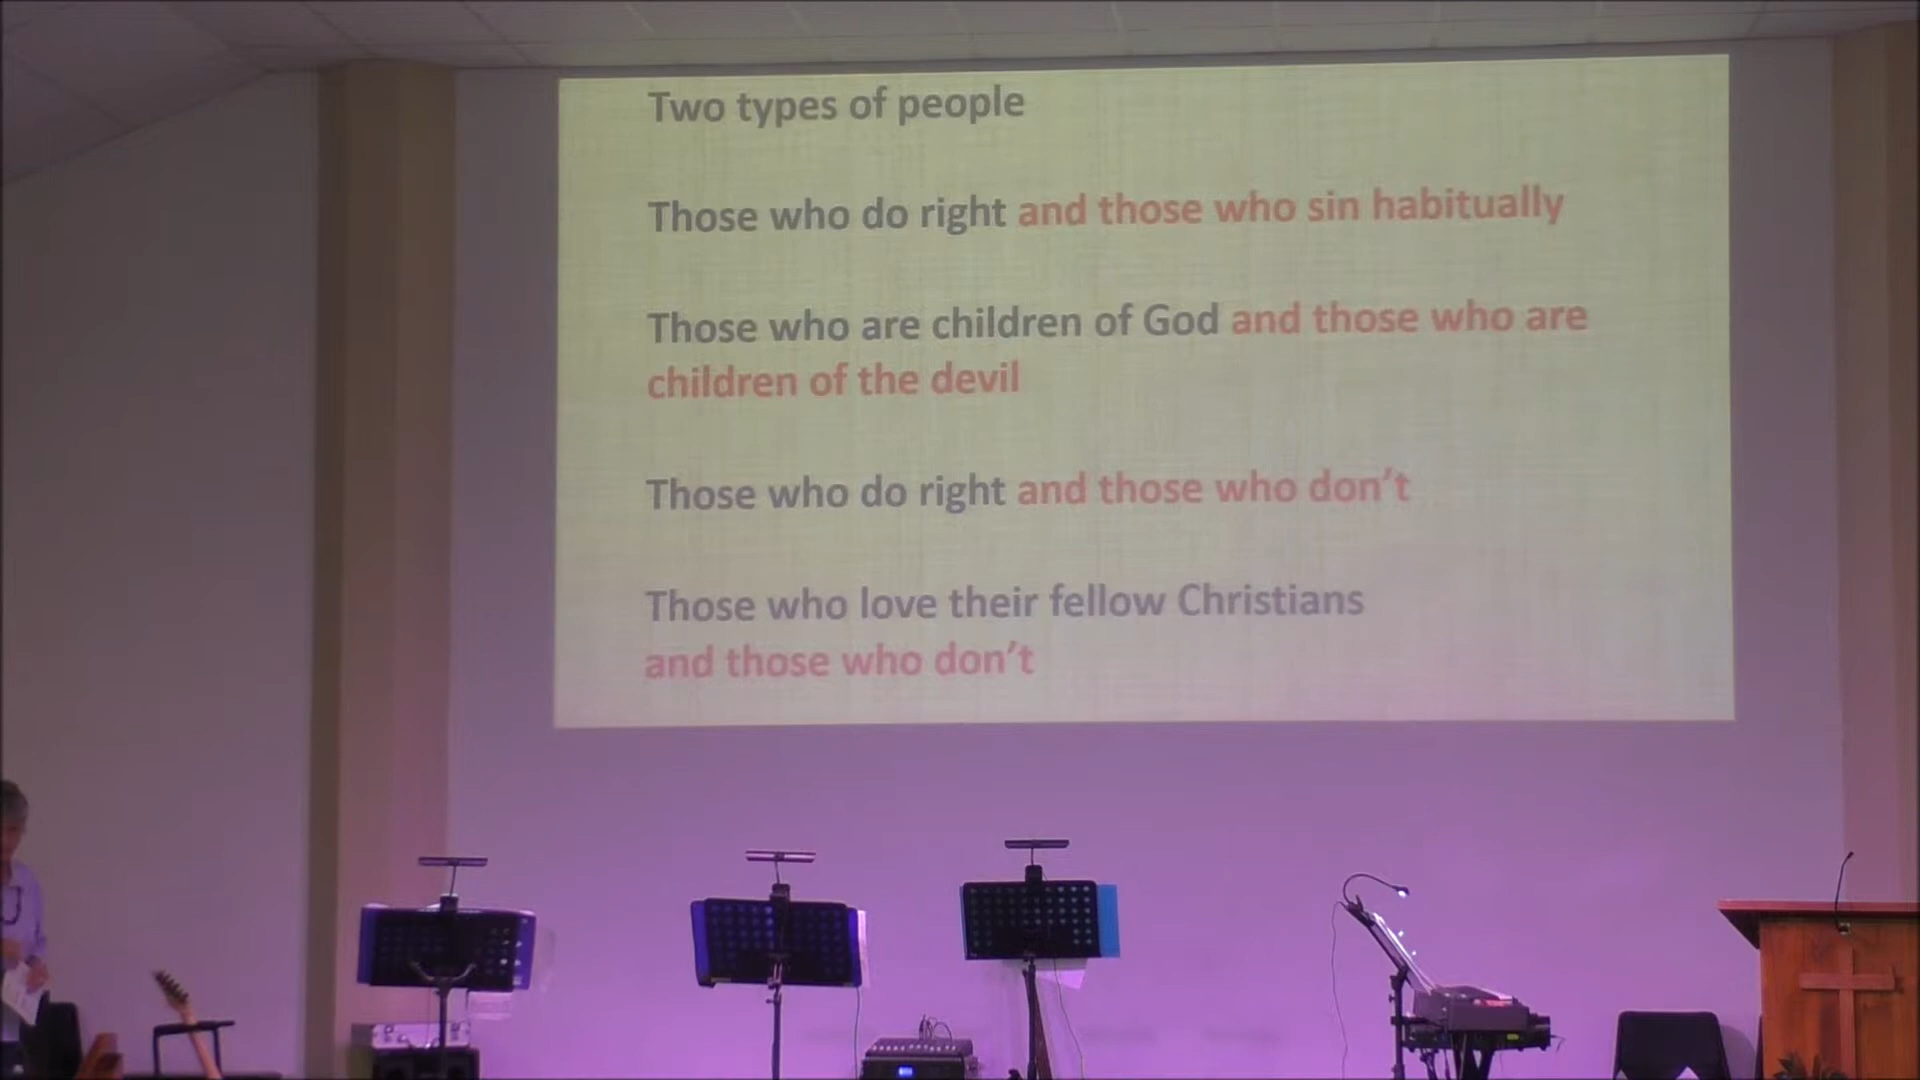 Two types of people
Those who do right and those who sin habitually
Those who are children of God and those who are
children of the devil
Those who do right and those who don't
Those who love their fellow Christians
and those who don't